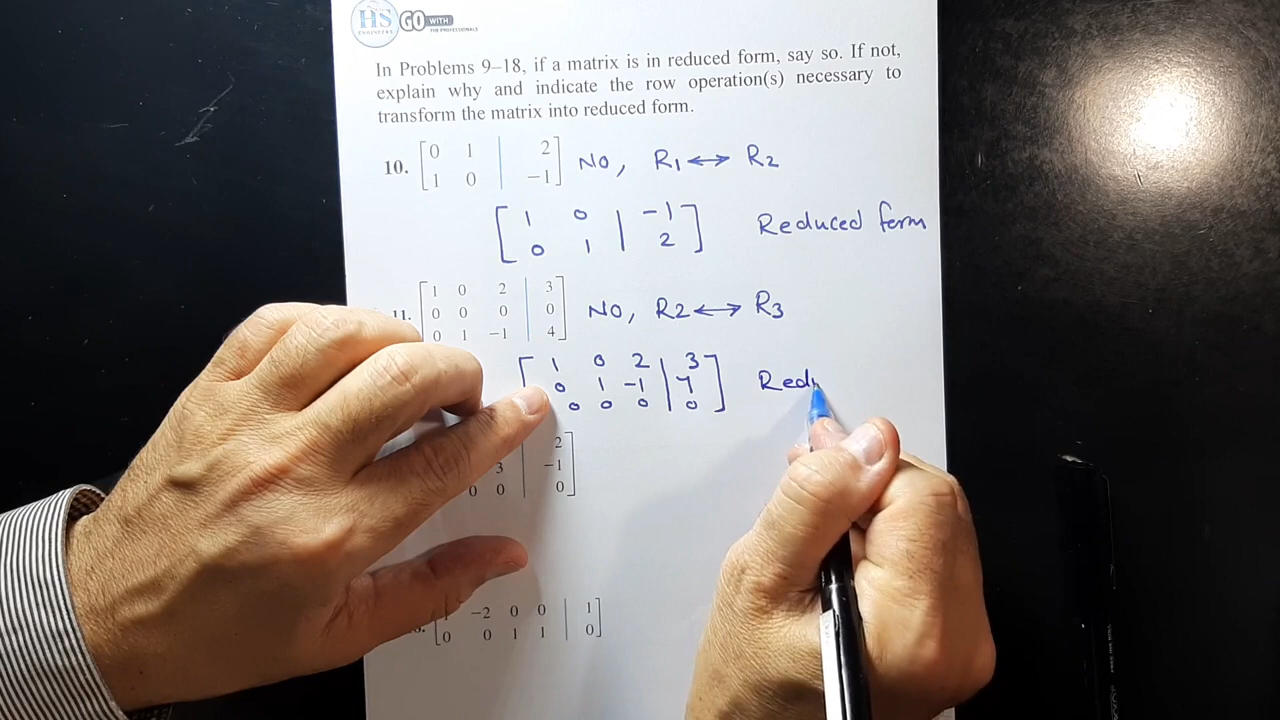 HS GO WITH
ENGINEERS THE PROFESSIONALS
In Problems 9–18, if a matrix is in reduced form, say so. If not,
explain why and indicate the row operation(s) necessary to
transform the matrix into reduced form.
10. [0 1 | 2] No, R1 ↔ R2
[1 0 | −1]
[1 0 | −1] Reduced form
[0 1 | 2]
11. [1 0 2 | 3]
[0 0 0 | 0] No, R2 ↔ R3
[0 1 −1 | 4]
[1 0 2 | 3]
[0 1 −1 | 4] Redu
[0 0 0 | 0]
| 2]
3 | −1]
0 0 | 0]
−2 0 0 | 1]
[0 0 1 1 | 0]